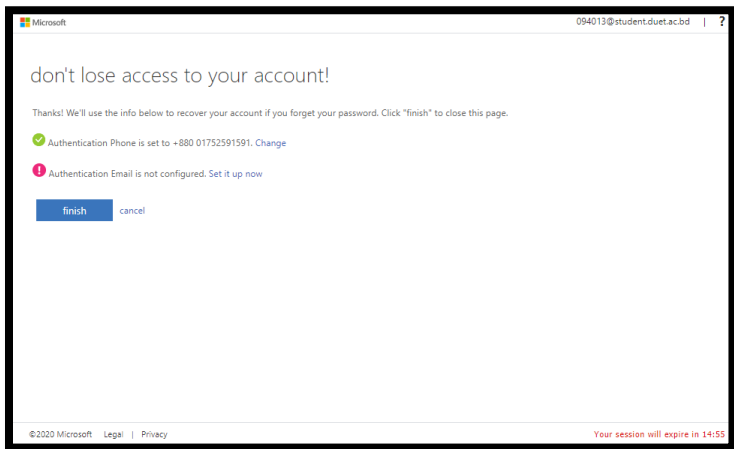 Microsoft
094013@student.duet.ac.bd | ?
don't lose access to your account!
Thanks! We'll use the info below to recover your account if you forget your password. Click "finish" to close this page.
Authentication Phone is set to +880 01752591591. Change
! Authentication Email is not configured. Set it up now
finish cancel
©2020 Microsoft Legal | Privacy
Your session will expire in 14:55